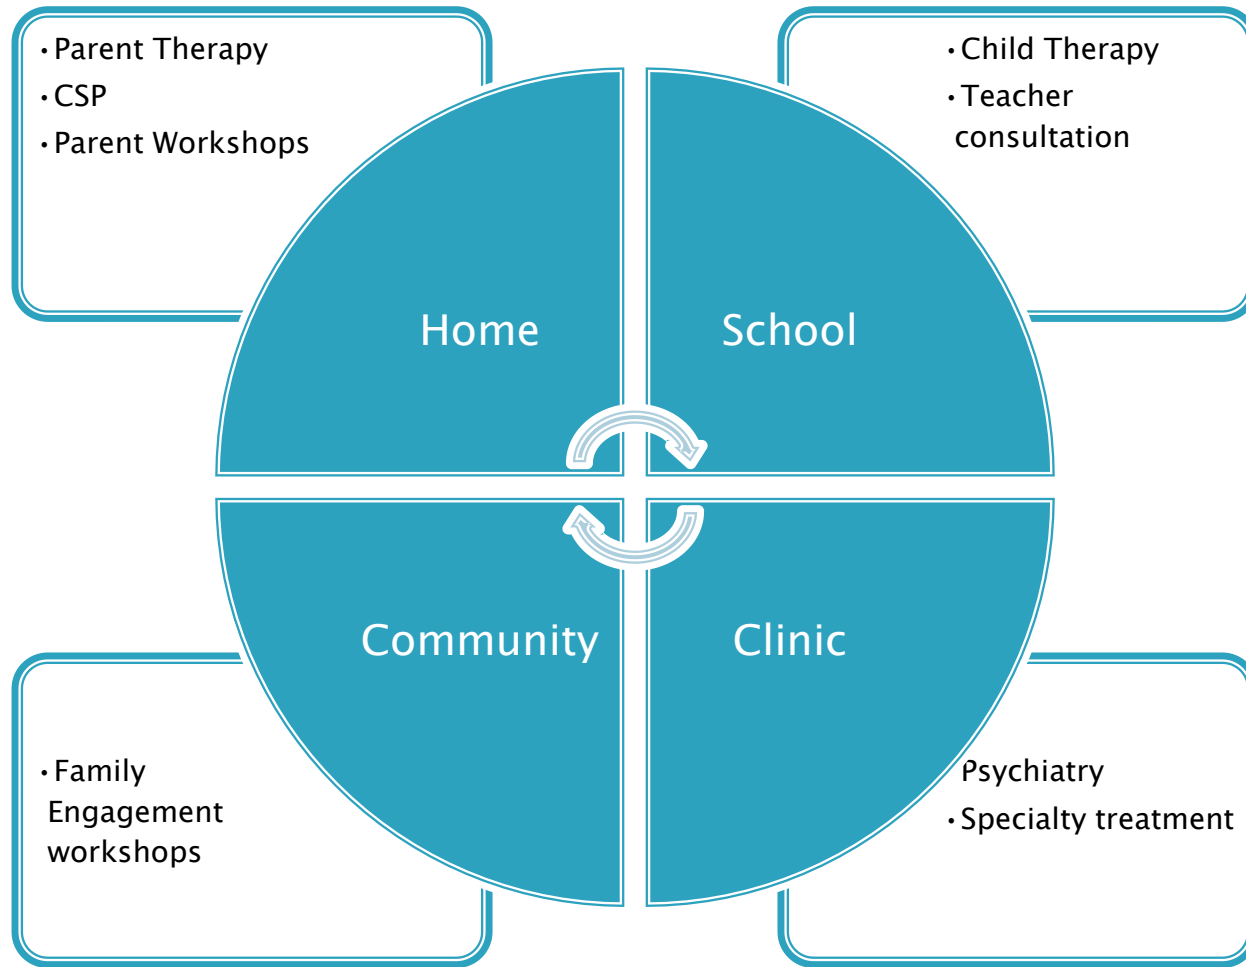 · Parent Therapy
· CSP
· Parent Workshops
· Child Therapy
· Teacher
consultation
Home
School
Community
Clinic
· Family
Engagement
workshops
Psychiatry
· Specialty treatment